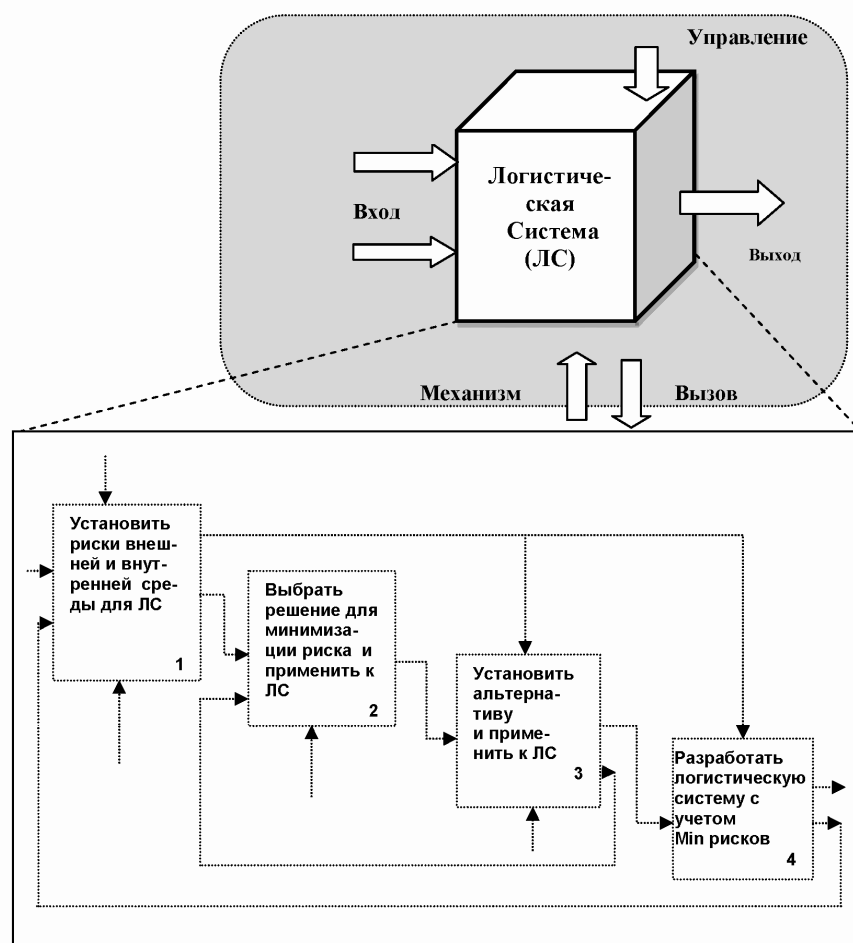 Управление
Логистиче-
ская
Система
(ЛС)
Вход
Выход
Механизм
Вызов
Установить
риски внеш-
ней и внут-
ренней сре-
ды для ЛС
1
Выбрать
решение для
минимиза-
ции риска и
применить к
ЛС
2
Установить
альтерна-
тиву
и приме-
нить к ЛС
3
Разработать
логистическую
систему с
учетом
Min рисков
4